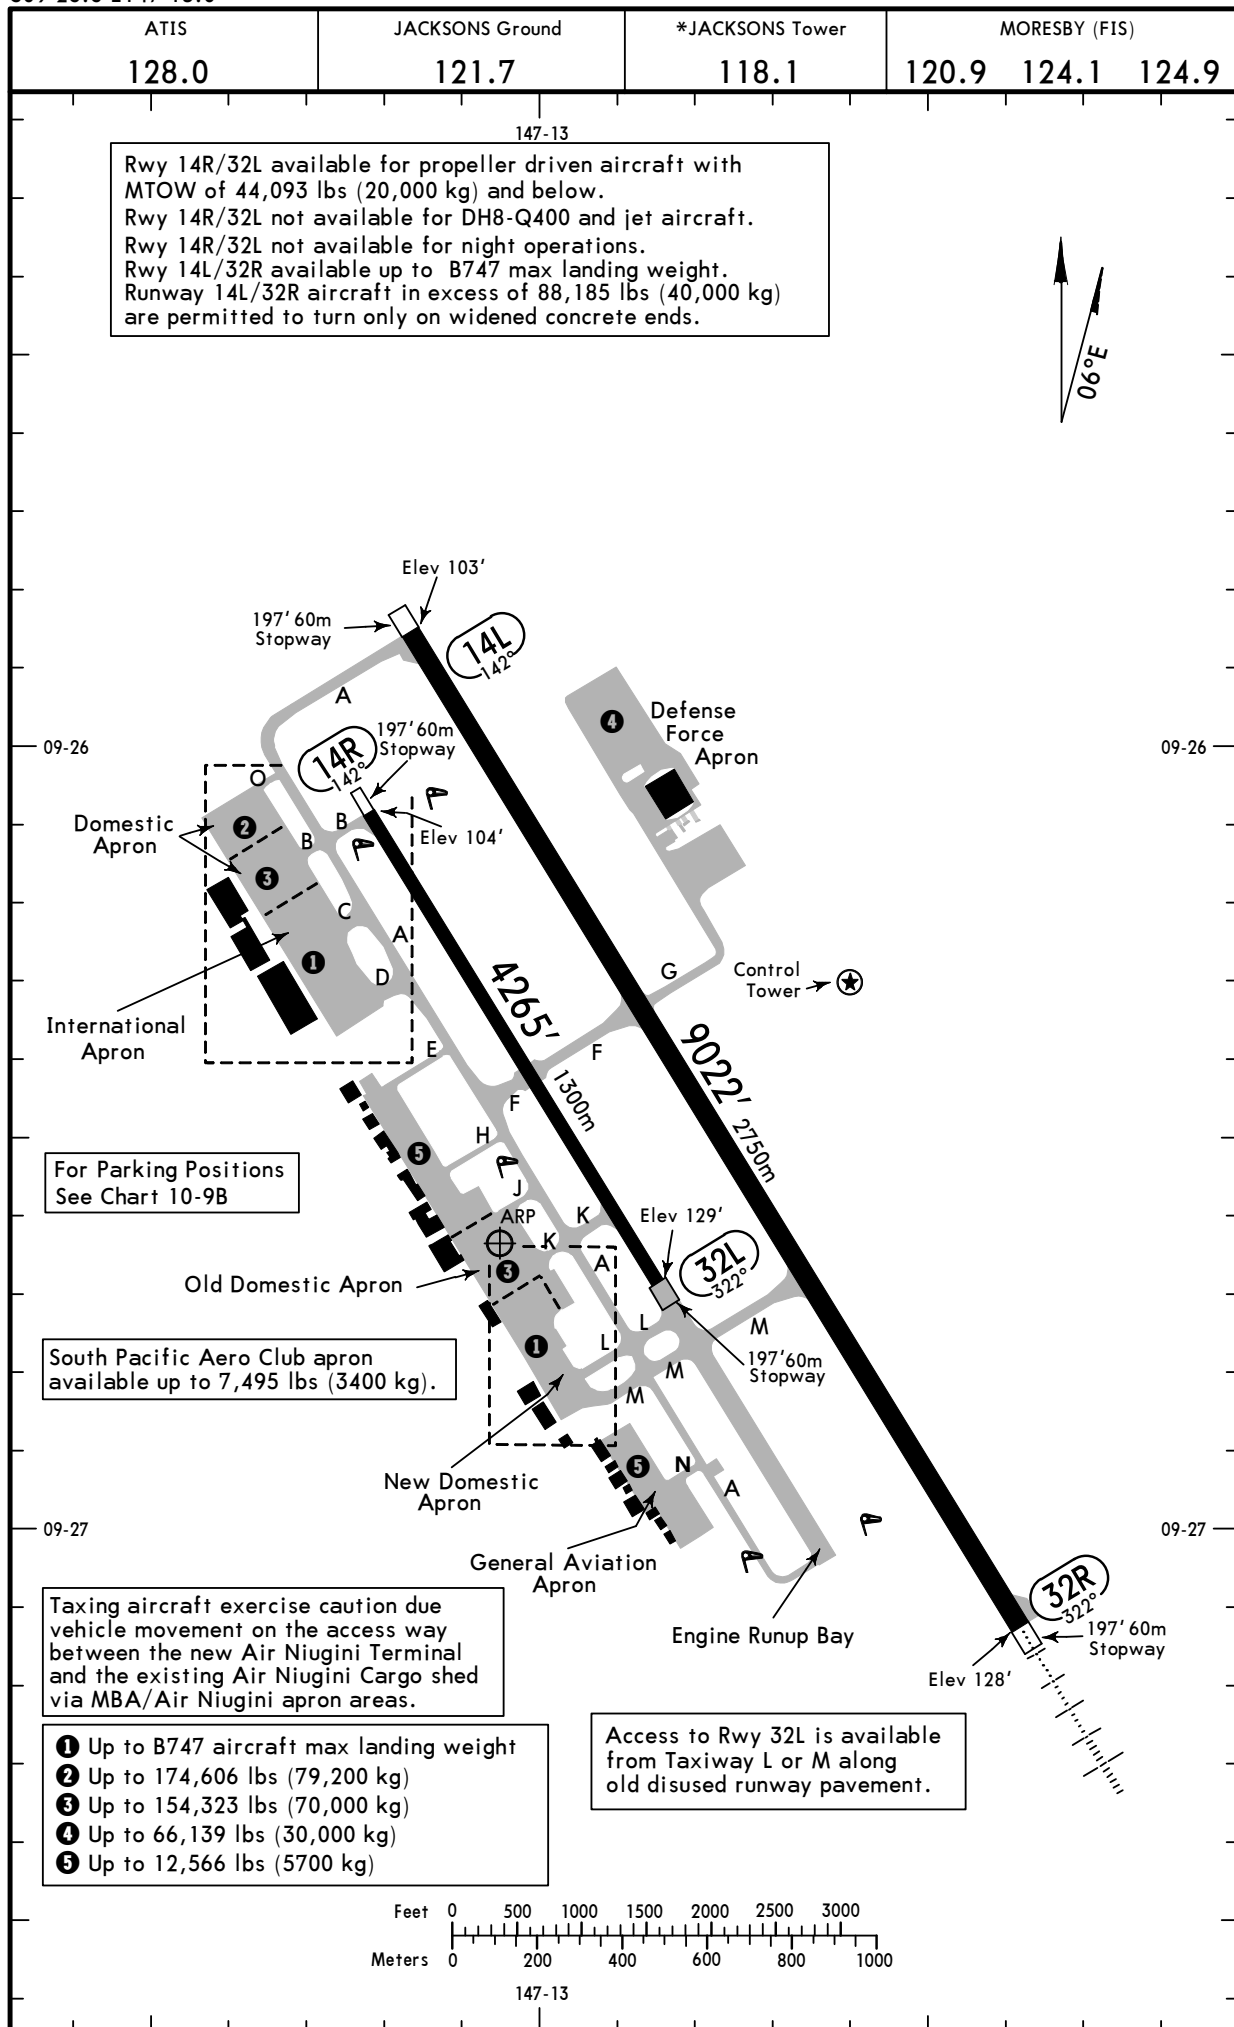 ATIS
JACKSONS Ground
*JACKSONS Tower
MORESBY (FIS)
128.0
121.7
118.1
120.9 124.1 124.9
147-13
Rwy 14R/32L available for propeller driven aircraft with
MTOW of 44,093 lbs (20,000 kg) and below.
Rwy 14R/32L not available for DH8-Q400 and jet aircraft.
Rwy 14R/32L not available for night operations.
Rwy 14L/32R available up to B747 max landing weight.
Runway 14L/32R aircraft in excess of 88,185 lbs (40,000 kg)
are permitted to turn only on widened concrete ends.
06°E
Elev 103'
197' 60m
Stopway
14L
142°
A
4
Defense
Force
Apron
197' 60m
Stopway
14R
142°
09-26
09-26
O
Domestic
Apron
2
B
B
Elev 104'
3
C
A
D
1
G
Control
Tower
4265'
1300m
International
Apron
E
F
9022'
2750m
F
H
5
For Parking Positions
See Chart 10-9B
J
ARP
K
K
Elev 129'
32L
322°
A
3
Old Domestic Apron
L
L
M
1
197' 60m
Stopway
South Pacific Aero Club apron
available up to 7,495 lbs (3400 kg).
M
M
New Domestic
Apron
5
N
A
09-27
09-27
General Aviation
Apron
Engine Runup Bay
32R
322°
197' 60m
Stopway
Elev 128'
Taxing aircraft exercise caution due
vehicle movement on the access way
between the new Air Niugini Terminal
and the existing Air Niugini Cargo shed
via MBA/Air Niugini apron areas.
Access to Rwy 32L is available
from Taxiway L or M along
old disused runway pavement.
1 Up to B747 aircraft max landing weight
2 Up to 174,606 lbs (79,200 kg)
3 Up to 154,323 lbs (70,000 kg)
4 Up to 66,139 lbs (30,000 kg)
5 Up to 12,566 lbs (5700 kg)
Feet 0 500 1000 1500 2000 2500 3000
Meters 0 200 400 600 800 1000
147-13